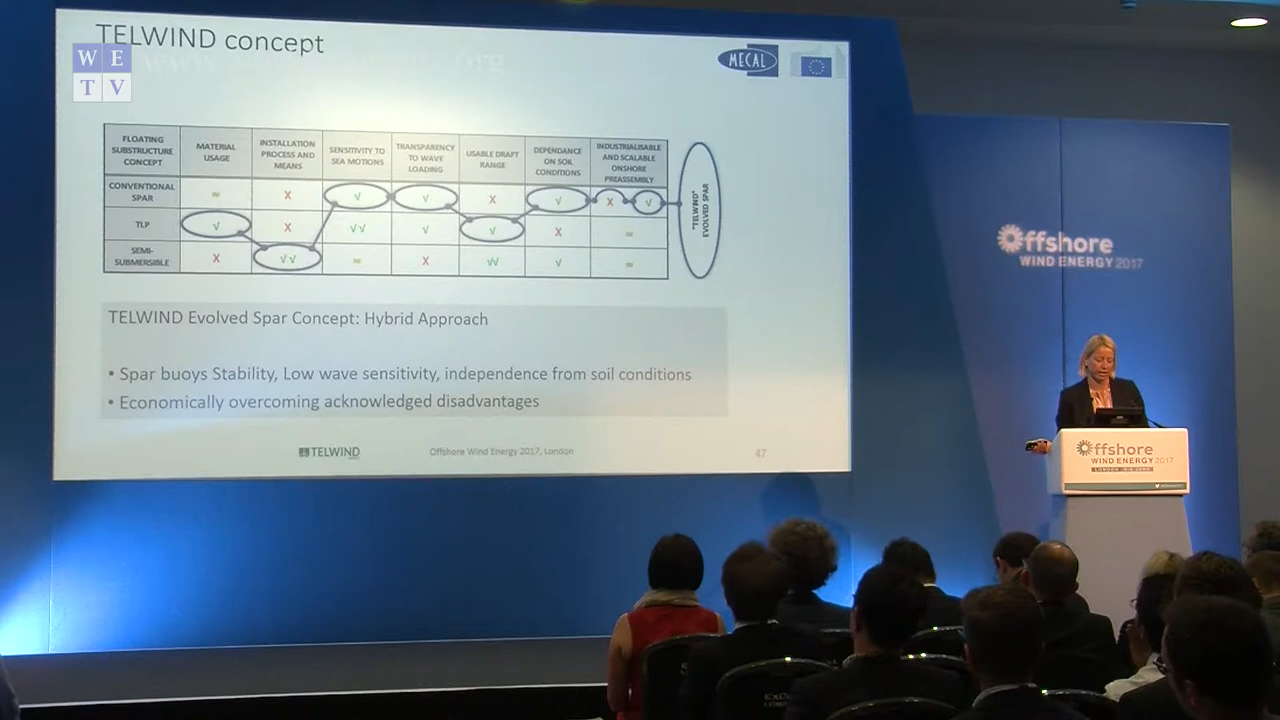 TELWIND concept
W E
T V
MECAL
FLOATING SUBSTRUCTURE CONCEPT
MATERIAL USAGE
INSTALLATION PROCESS AND MEANS
SENSITIVITY TO SEA MOTIONS
TRANSPARENCY TO WAVE LOADING
USABLE DRAFT RANGE
DEPENDANCE ON SOIL CONDITIONS
INDUSTRIALISABLE AND SCALABLE ONSHORE PREASSEMBLY
CONVENTIONAL SPAR ≈ X √ √ X √ X √
TLP √ X √√ √ √ X ≈
SEMI-SUBMERSIBLE X √√ ≈ X √√ √ ≈
"TELWIND" EVOLVED SPAR
TELWIND Evolved Spar Concept: Hybrid Approach
• Spar buoys Stability, Low wave sensitivity, independence from soil conditions
• Economically overcoming acknowledged disadvantages
TELWIND
Offshore Wind Energy 2017, London
47
Offshore
WIND ENERGY 2017
Offshore
WIND ENERGY 2017